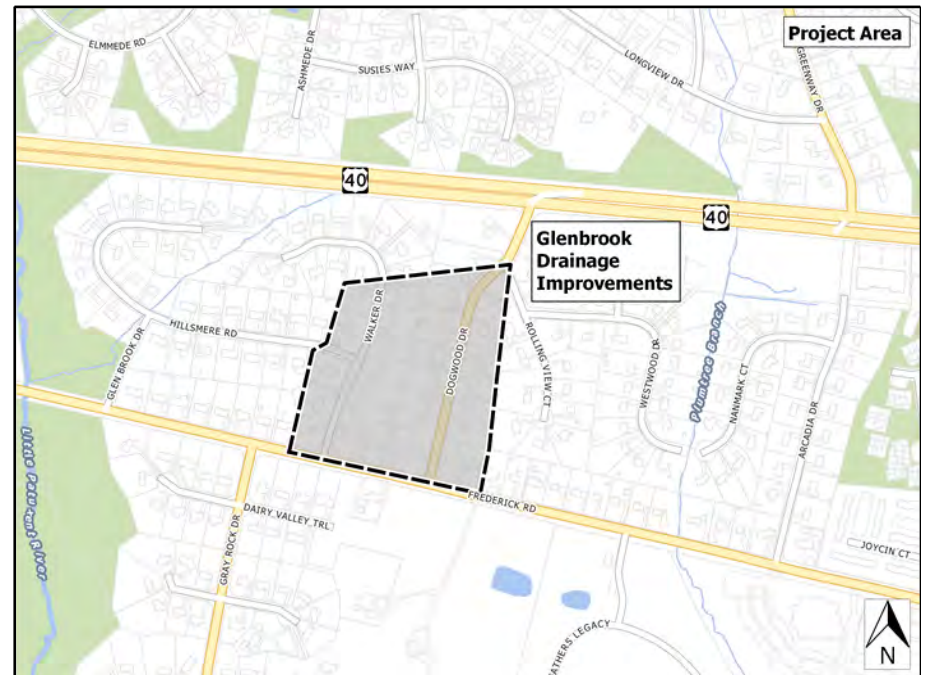 Project Area
ELMMEDE RD
ASHMEDE DR
SUSIES WAY
LONGVIEW DR
GREENWAY DR
40
40
Glenbrook
Drainage
Improvements
WALKER DR
HILLSMERE RD
GLEN BROOK DR
DOGWOOD DR
ROLLING VIEW CT
WESTWOOD DR
Plumtree Branch
NANMARK CT
ARCADIA DR
Little Patuxent River
FREDERICK RD
DAIRY VALLEY TRL
GRAY ROCK DR
JOYCIN CT
ATHERS LEGACY
N